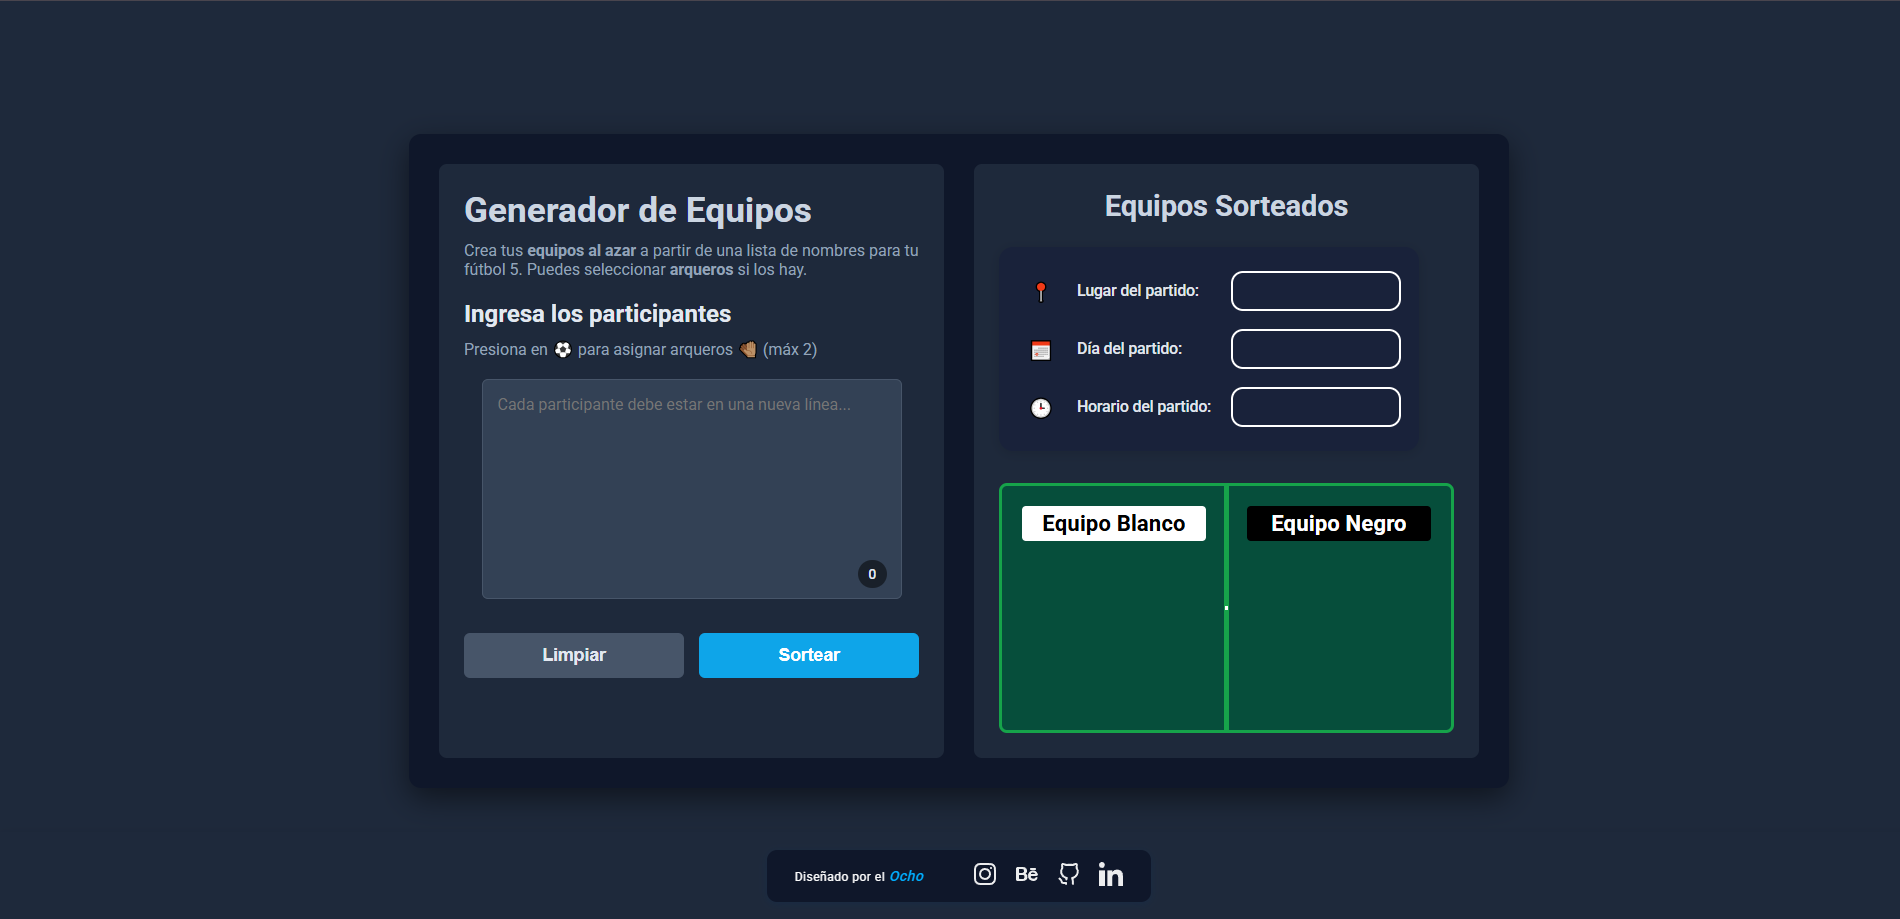 Generador de Equipos
Crea tus equipos al azar a partir de una lista de nombres para tu
fútbol 5. Puedes seleccionar arqueros si los hay.
Ingresa los participantes
Presiona en ⚽ para asignar arqueros 🤚🏽 (máx 2)
Cada participante debe estar en una nueva línea...
0
Limpiar
Sortear
Equipos Sorteados
Lugar del partido:
Día del partido:
Horario del partido:
Equipo Blanco
Equipo Negro
Diseñado por el Ocho
Bē
in